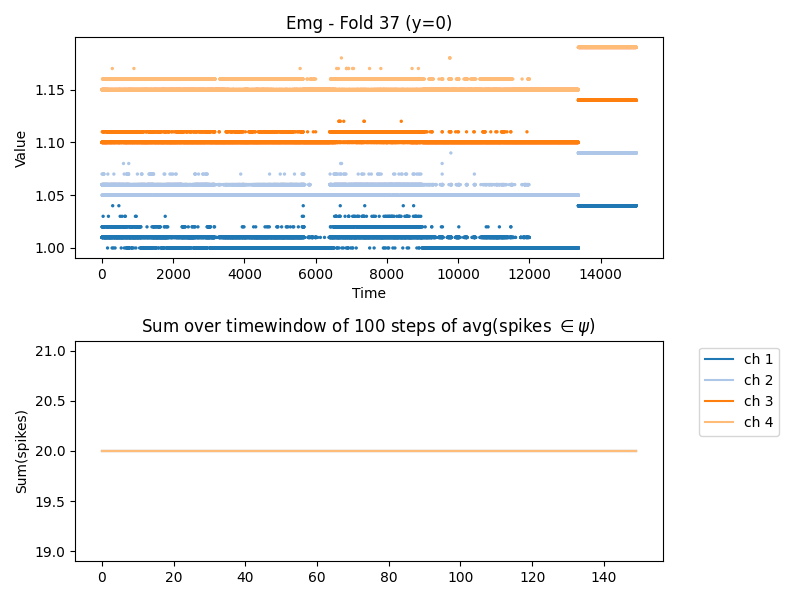 Emg - Fold 37 (y=0)
Value
1.15
1.10
1.05
1.00
0 2000 4000 6000 8000 10000 12000 14000
Time
Sum over timewindow of 100 steps of avg(spikes ∈ψ)
Sum(spikes)
21.0
20.5
20.0
19.5
19.0
0 20 40 60 80 100 120 140
ch 1
ch 2
ch 3
ch 4